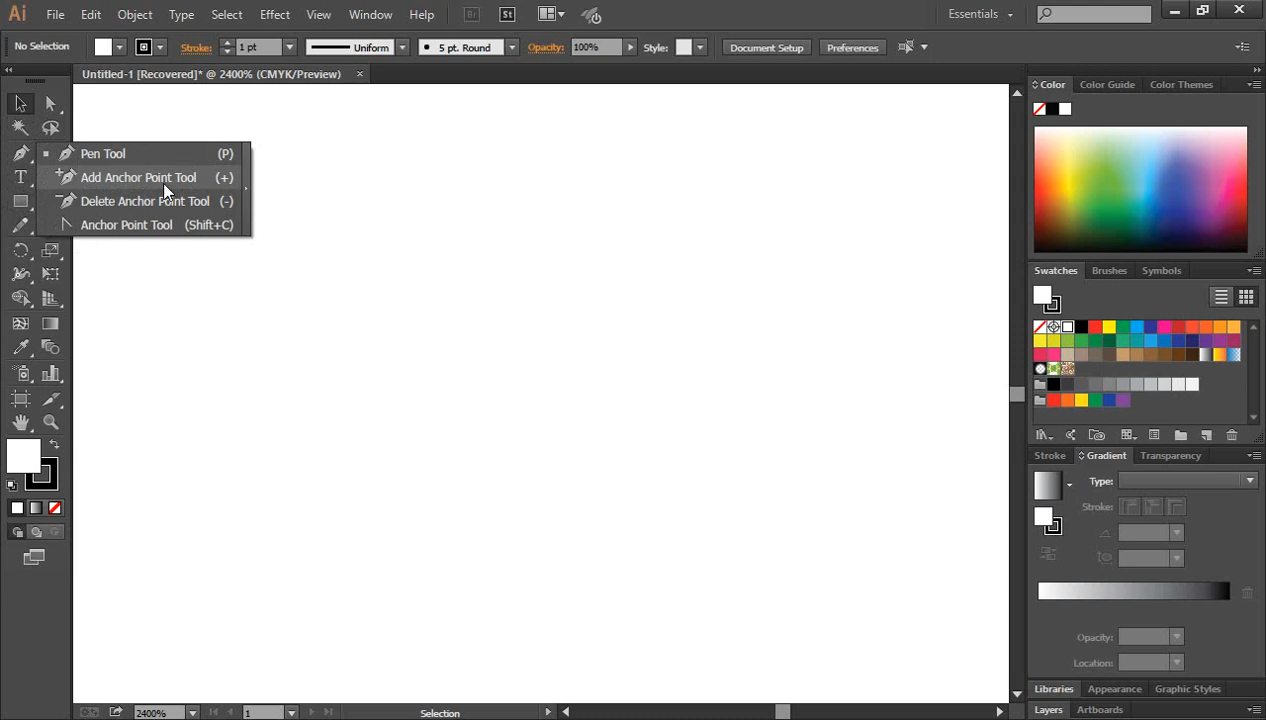 Ai File Edit Object Type Select Effect View Window Help Br St Essentials
No Selection Stroke: 1 pt Uniform 5 pt. Round Opacity: 100% Style: Document Setup Preferences
Untitled-1 [Recovered]* @ 2400% (CMYK/Preview)
Color Color Guide Color Themes
Pen Tool (P)
Add Anchor Point Tool (+)
Delete Anchor Point Tool (-)
Anchor Point Tool (Shift+C)
T
Swatches Brushes Symbols
Stroke Gradient Transparency
Type:
Stroke:
Opacity:
Location:
Libraries Appearance Graphic Styles
Layers Artboards
2400% 1 Selection